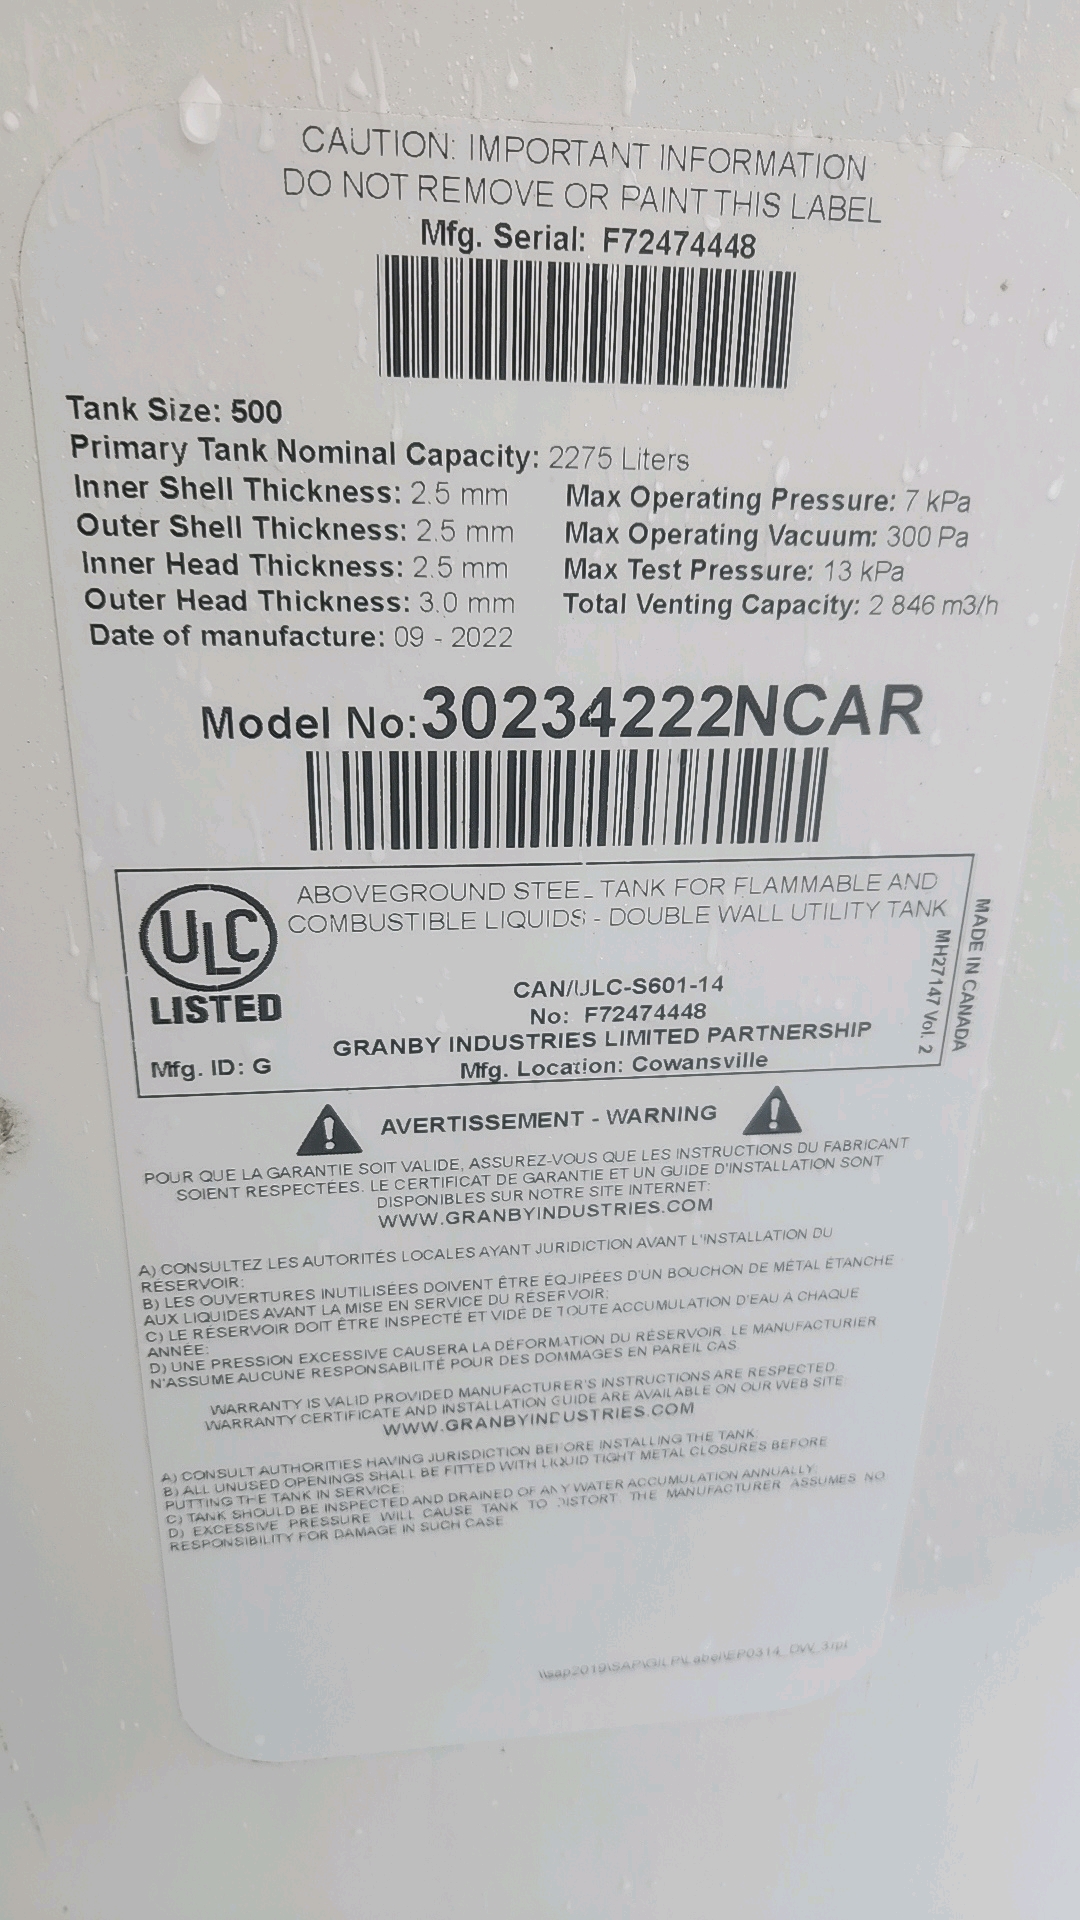 CAUTION: IMPORTANT INFORMATION
DO NOT REMOVE OR PAINT THIS LABEL
Mfg. Serial: F72474448
Tank Size: 500
Primary Tank Nominal Capacity: 2275 Liters
Inner Shell Thickness: 2.5 mm Max Operating Pressure: 7 kPa
Outer Shell Thickness: 2.5 mm Max Operating Vacuum: 300 Pa
Inner Head Thickness: 2.5 mm Max Test Pressure: 13 kPa
Outer Head Thickness: 3.0 mm Total Venting Capacity: 2 846 m3/h
Date of manufacture: 09 - 2022
Model No:30234222NCAR
ULC
LISTED
Mfg. ID: G
ABOVEGROUND STEEL TANK FOR FLAMMABLE AND
COMBUSTIBLE LIQUIDS - DOUBLE WALL UTILITY TANK
CAN/ULC-S601-14
No: F72474448
GRANBY INDUSTRIES LIMITED PARTNERSHIP
Mfg. Location: Cowansville
MH27147 Vol. 2
MADE IN CANADA
AVERTISSEMENT - WARNING
POUR QUE LA GARANTIE SOIT VALIDE, ASSUREZ-VOUS QUE LES INSTRUCTIONS DU FABRICANT
SOIENT RESPECTÉES. LE CERTIFICAT DE GARANTIE ET UN GUIDE D'INSTALLATION SONT
DISPONIBLES SUR NOTRE SITE INTERNET:
WWW.GRANBYINDUSTRIES.COM
A) CONSULTEZ LES AUTORITÉS LOCALES AYANT JURIDICTION AVANT L'INSTALLATION DU
RÉSERVOIR;
B) LES OUVERTURES INUTILISÉES DOIVENT ÊTRE ÉQUIPÉES D'UN BOUCHON DE MÉTAL ÉTANCHE
AUX LIQUIDES AVANT LA MISE EN SERVICE DU RÉSERVOIR;
C) LE RÉSERVOIR DOIT ÊTRE INSPECTÉ ET VIDÉ DE TOUTE ACCUMULATION D'EAU A CHAQUE
ANNÉE;
D) UNE PRESSION EXCESSIVE CAUSERA LA DÉFORMATION DU RÉSERVOIR. LE MANUFACTURIER
N'ASSUME AUCUNE RESPONSABILITÉ POUR DES DOMMAGES EN PAREIL CAS
WARRANTY IS VALID PROVIDED MANUFACTURER'S INSTRUCTIONS ARE RESPECTED.
WARRANTY CERTIFICATE AND INSTALLATION GUIDE ARE AVAILABLE ON OUR WEB SITE
WWW.GRANBYINDUSTRIES.COM
A) CONSULT AUTHORITIES HAVING JURISDICTION BEFORE INSTALLING THE TANK;
B) ALL UNUSED OPENINGS SHALL BE FITTED WITH LIQUID TIGHT METAL CLOSURES BEFORE
PUTTING THE TANK IN SERVICE;
C) TANK SHOULD BE INSPECTED AND DRAINED OF ANY WATER ACCUMULATION ANNUALLY;
D) EXCESSIVE PRESSURE WILL CAUSE TANK TO DISTORT. THE MANUFACTURER ASSUMES NO
RESPONSIBILITY FOR DAMAGE IN SUCH CASE
\\sap2019\SAP\GILP\Label\EP0314_DW_3.rpt